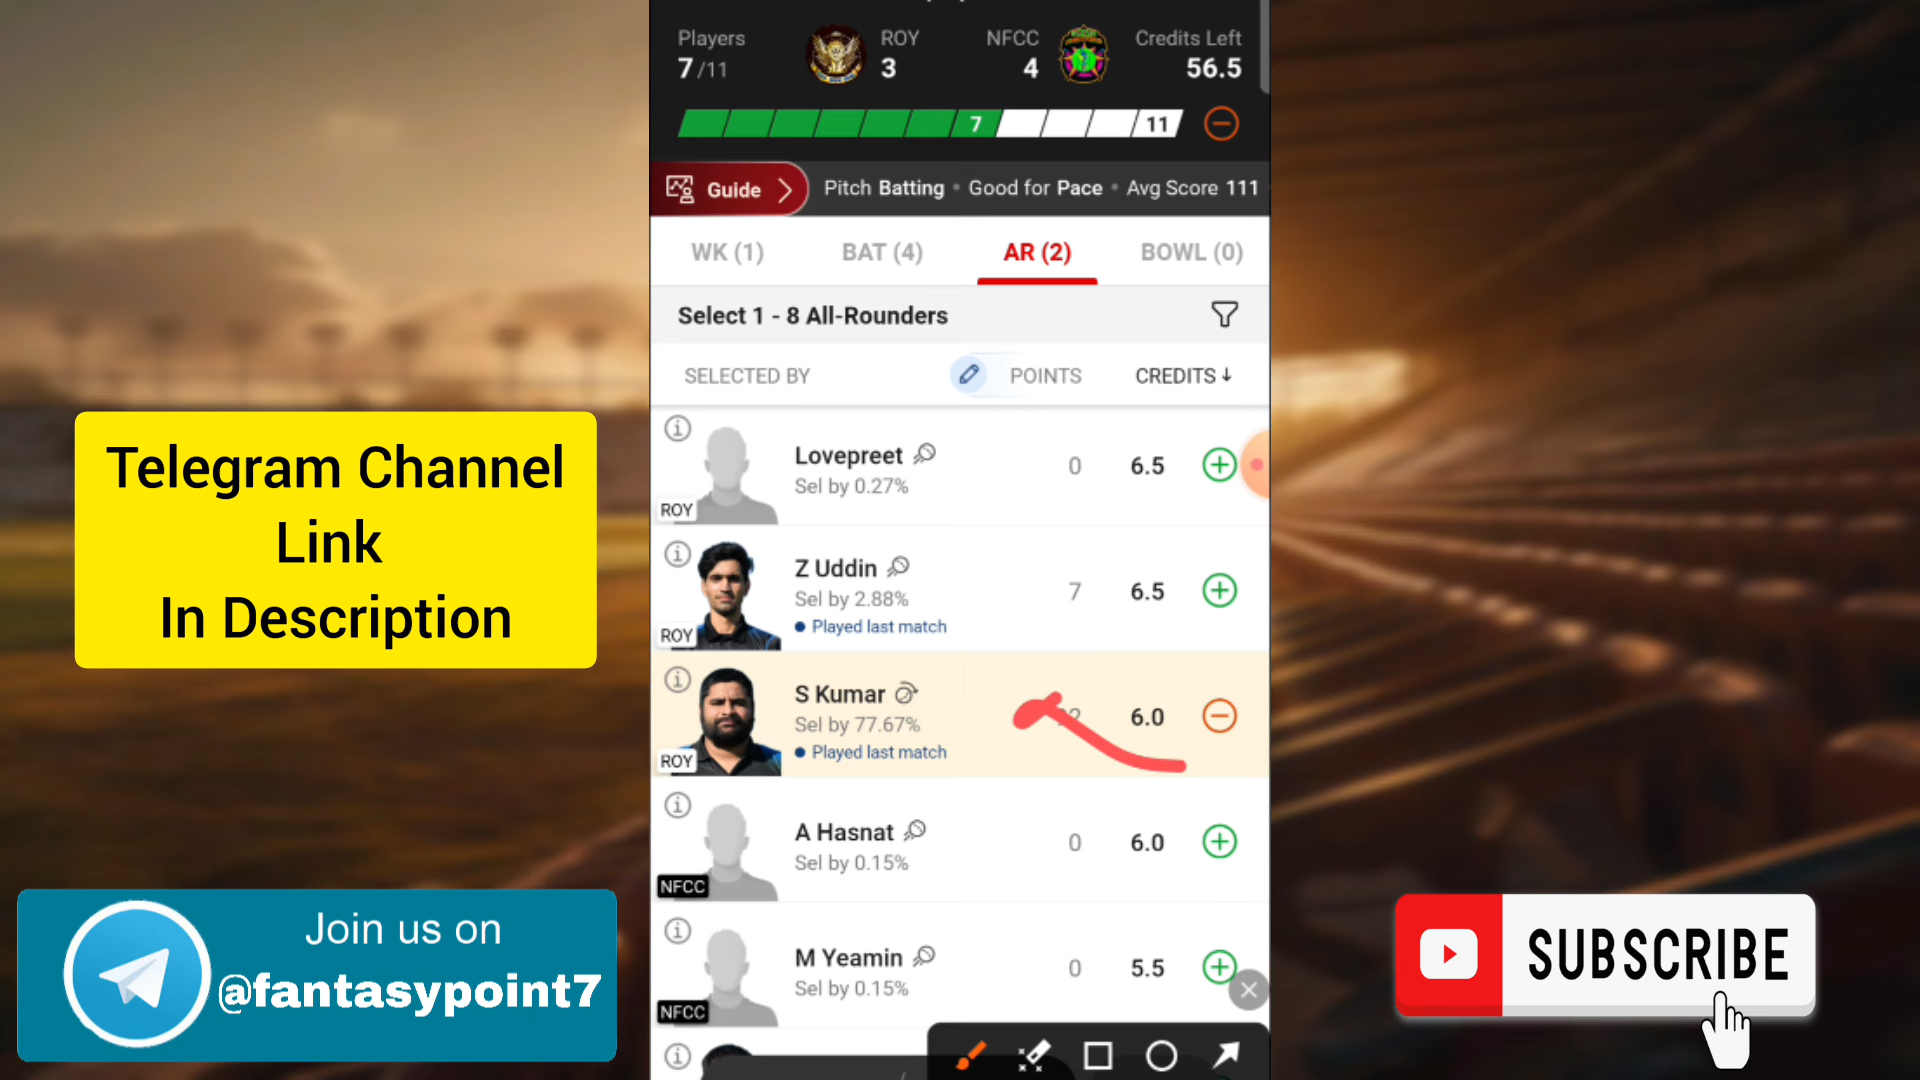 Players
7/11
ROY
3
NFCC
4
Credits Left
56.5
7
11
Guide
Pitch Batting • Good for Pace • Avg Score 111
WK (1)
BAT (4)
AR (2)
BOWL (0)
Select 1 - 8 All-Rounders
SELECTED BY
POINTS
CREDITS ↓
Lovepreet
Sel by 0.27%
ROY
0
6.5
Z Uddin
Sel by 2.88%
Played last match
ROY
7
6.5
S Kumar
Sel by 77.67%
Played last match
ROY
6.0
A Hasnat
Sel by 0.15%
NFCC
0
6.0
M Yeamin
Sel by 0.15%
NFCC
0
5.5
Telegram Channel
Link
In Description
Join us on
@fantasypoint7
SUBSCRIBE